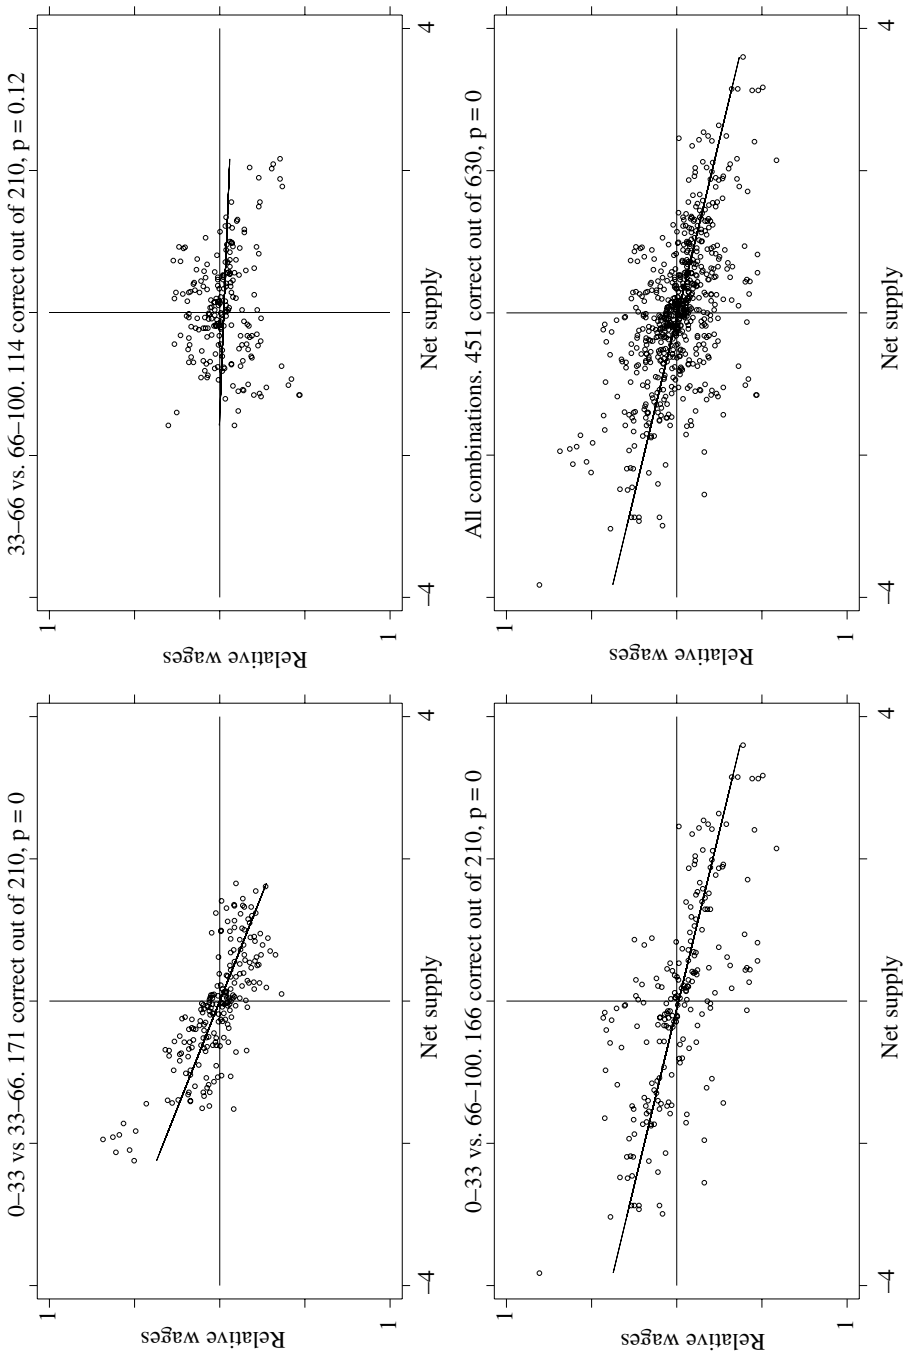 0–33 vs 33–66. 171 correct out of 210, p = 0
1
Relative wages
1
–4
Net supply
4
33–66 vs. 66–100. 114 correct out of 210, p = 0.12
1
Relative wages
1
–4
Net supply
4
0–33 vs. 66–100. 166 correct out of 210, p = 0
1
Relative wages
1
–4
Net supply
4
All combinations. 451 correct out of 630, p = 0
1
Relative wages
1
–4
Net supply
4